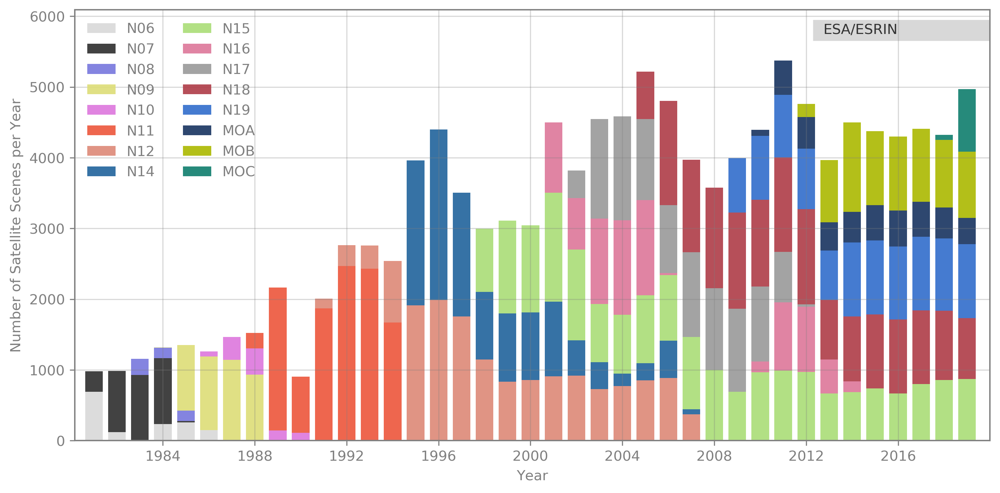 Number of Satellite Scenes per Year
6000
5000
4000
3000
2000
1000
0
N06
N07
N08
N09
N10
N11
N12
N14
N15
N16
N17
N18
N19
MOA
MOB
MOC
ESA/ESRIN
1984 1988 1992 1996 2000 2004 2008 2012 2016
Year